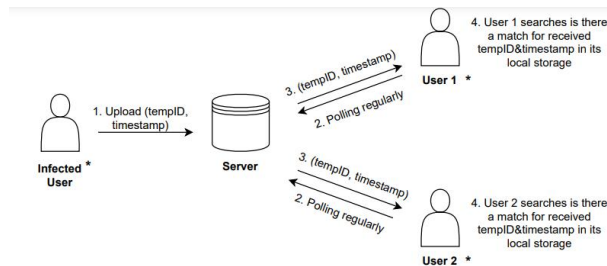 1. Upload (tempID,
timestamp)
Infected *
User
Server
3. (tempID, timestamp)
2. Polling regularly
User 1 *
4. User 1 searches is there
a match for received
tempID&timestamp in its
local storage
3. (tempID, timestamp)
2. Polling regularly
User 2 *
4. User 2 searches is there
a match for received
tempID&timestamp in its
local storage